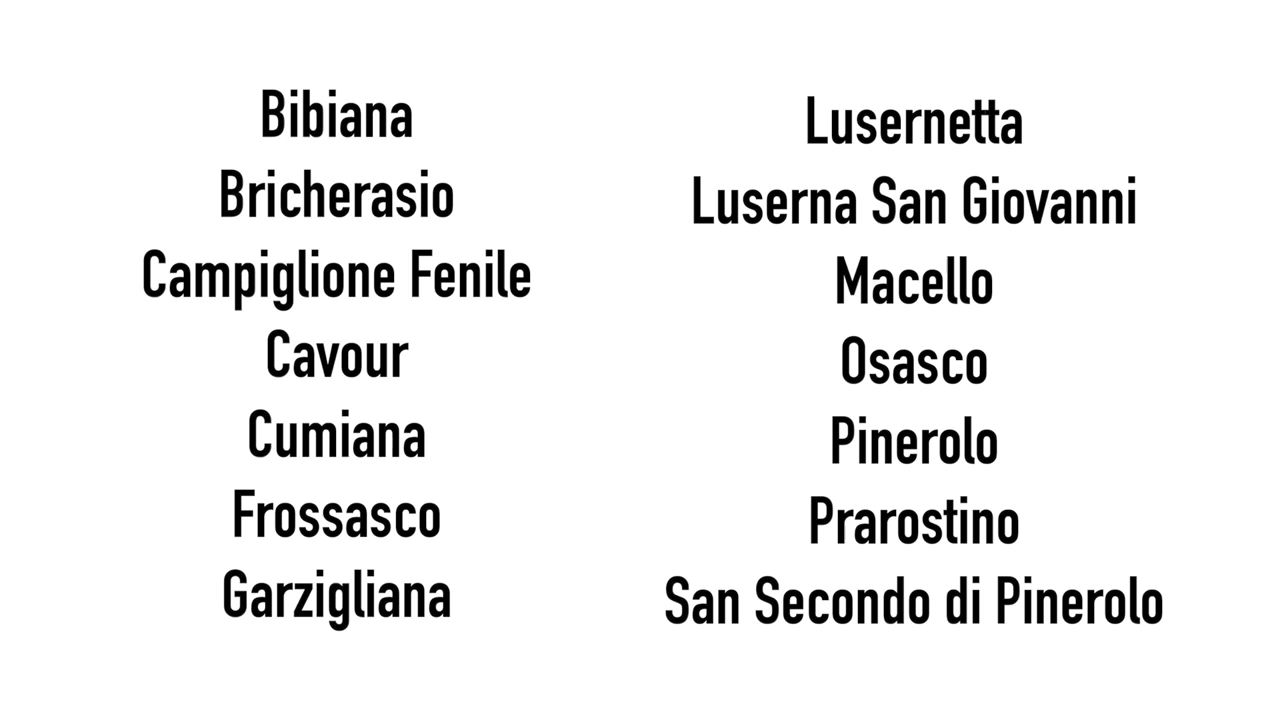 Bibiana
Bricherasio
Campiglione Fenile
Cavour
Cumiana
Frossasco
Garzigliana
Lusernetta
Luserna San Giovanni
Macello
Osasco
Pinerolo
Prarostino
San Secondo di Pinerolo